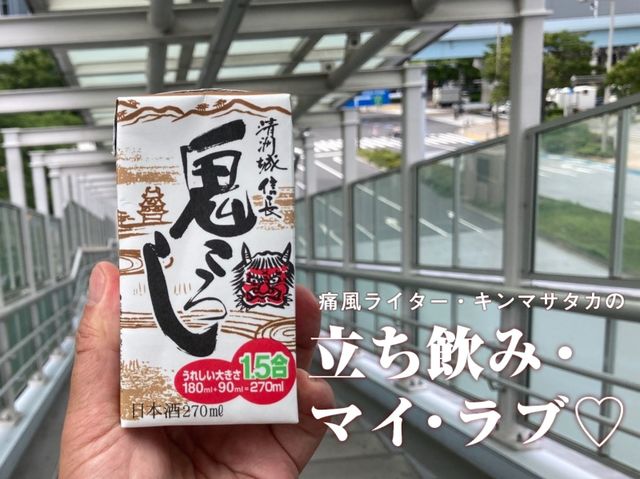 清洲城信長
鬼ころし
うれしい大きさ
1.5合
180ml+90ml=270ml
日本酒270ml
痛風ライター・キンマサタカの
立ち飲み・
マイ・ラブ♡